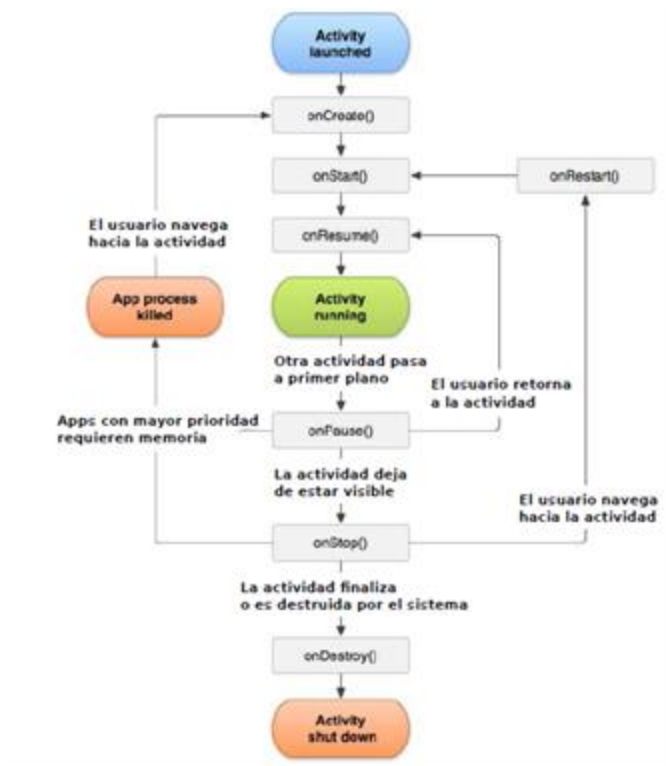 Activity
launched
onCreate()
onStart()
onRestart()
El usuario navega
hacia la actividad
onResume()
App process
killed
Activity
running
Otra actividad pasa
a primer plano
El usuario retorna
a la actividad
Apps con mayor prioridad
requieren memoria
onPause()
La actividad deja
de estar visible
El usuario navega
hacia la actividad
onStop()
La actividad finaliza
o es destruida por el sistema
onDestroy()
Activity
shut down